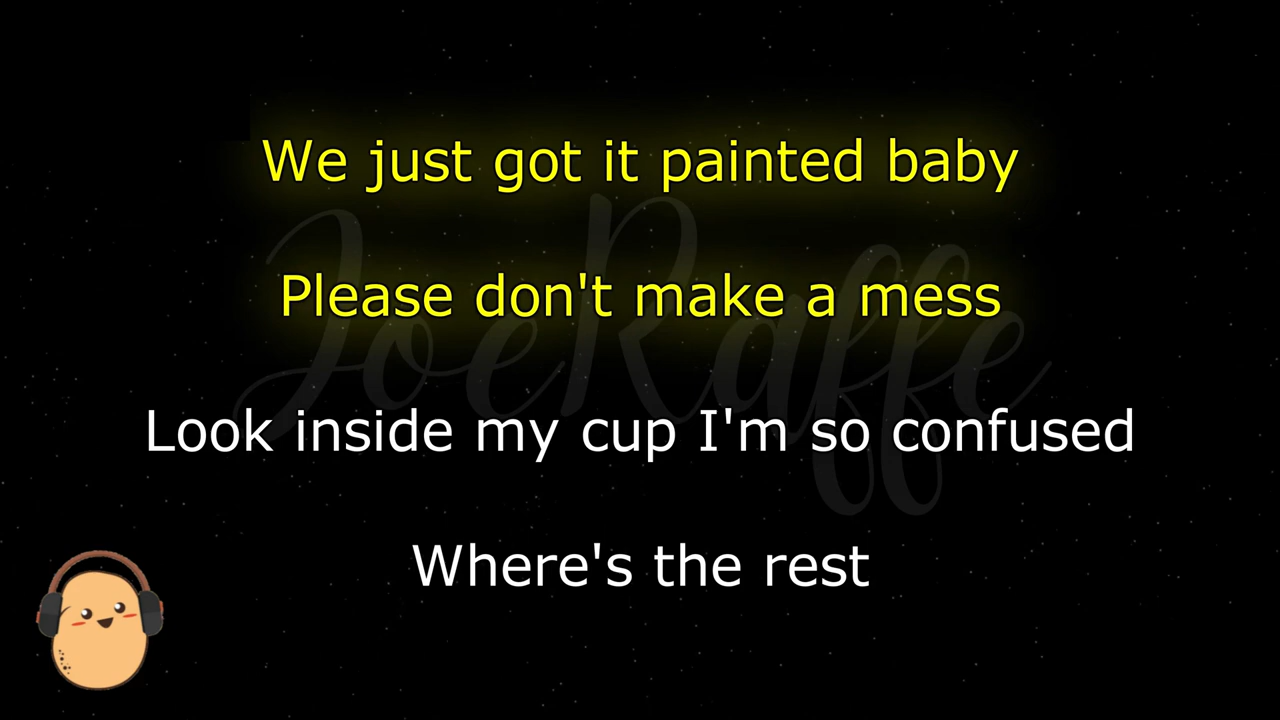 We just got it painted baby
Please don't make a mess
JoeRaffe
Look inside my cup I'm so confused
Where's the rest